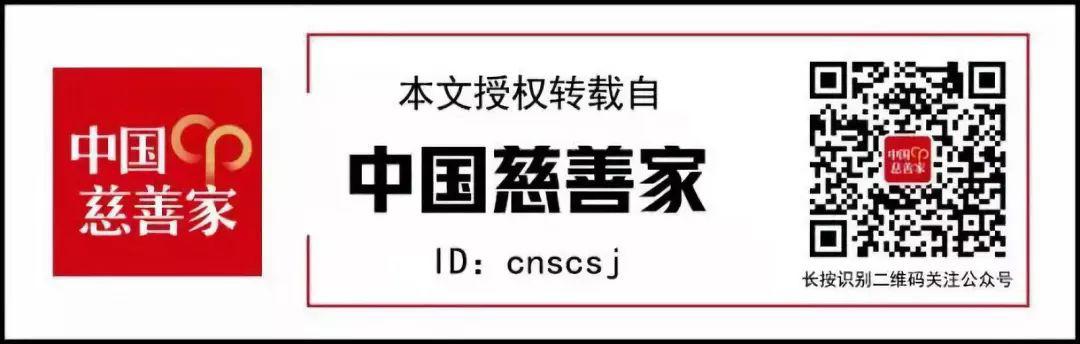 中国
慈善家
本文授权转载自
中国慈善家
ID：cnscsj
中国
慈善家
长按识别二维码关注公众号